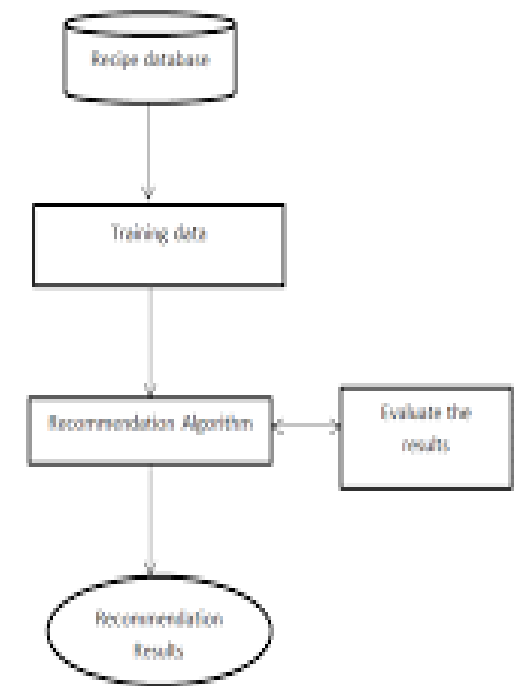 Recipe database
Training data
Recommendation Algorithm
Evaluate the
results
Recommendation
Results